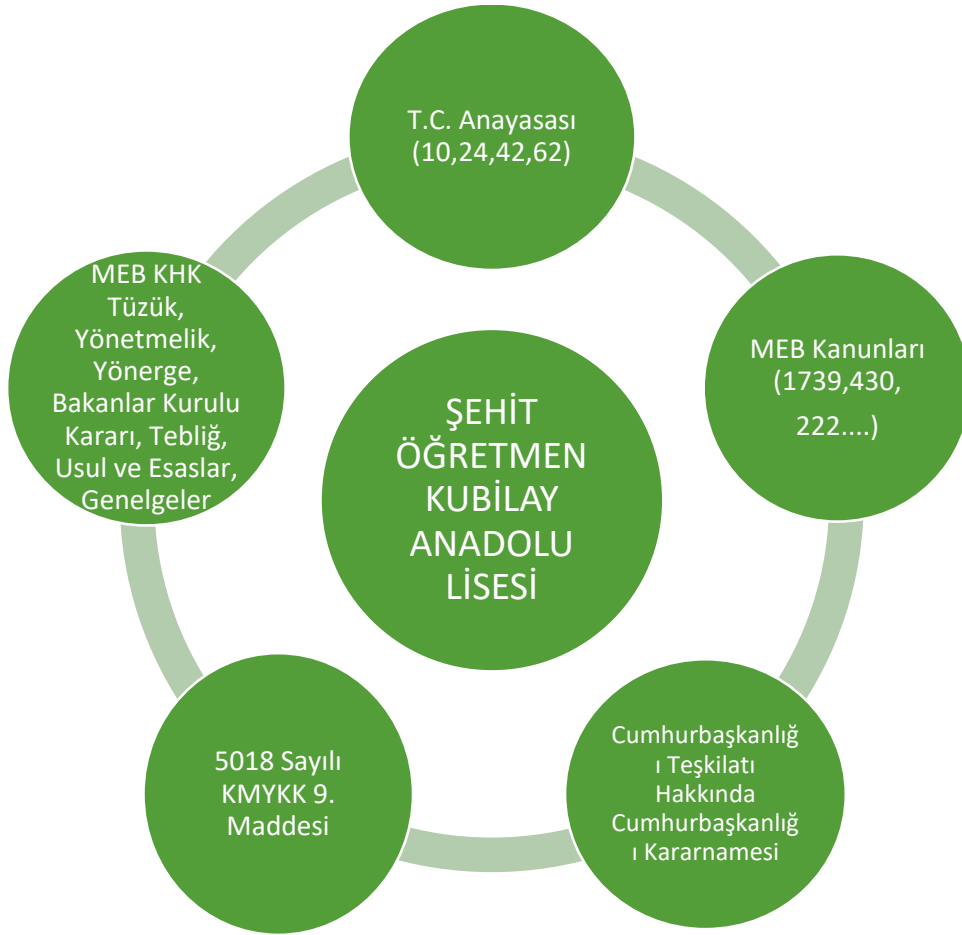 T.C. Anayasası
(10,24,42,62)
MEB Kanunları
(1739,430,
222....)
Cumhurbaşkanlığ
ı Teşkilatı
Hakkında
Cumhurbaşkanlığ
ı Kararnamesi
5018 Sayılı
KMYKK 9.
Maddesi
MEB KHK
Tüzük,
Yönetmelik,
Yönerge,
Bakanlar Kurulu
Kararı, Tebliğ,
Usul ve Esaslar,
Genelgeler
ŞEHİT
ÖĞRETMEN
KUBİLAY
ANADOLU
LİSESİ